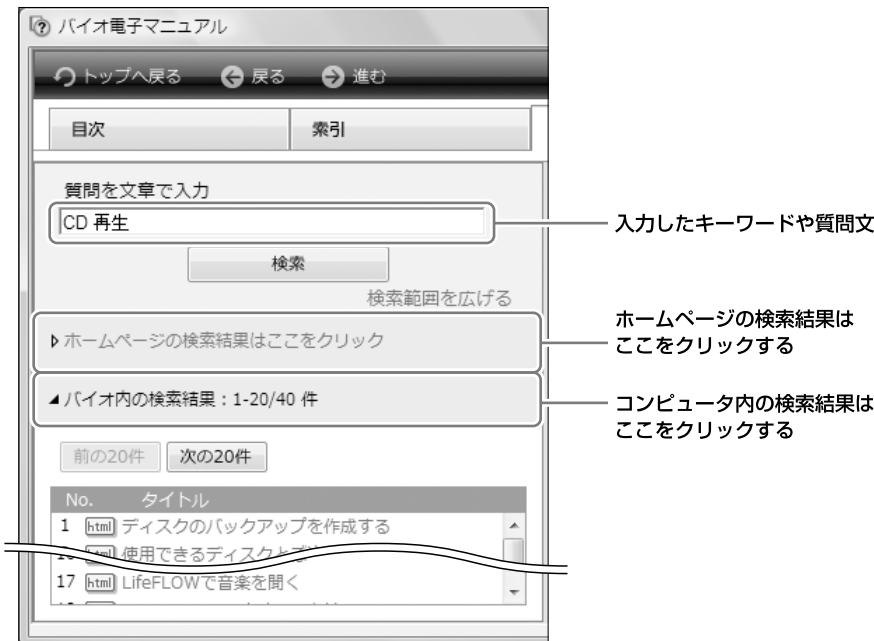 バイオ電子マニュアル
トップへ戻る 戻る 進む
目次 索引
質問を文章で入力
CD 再生
入力したキーワードや質問文
検索
検索範囲を広げる
ホームページの検索結果はここをクリック
ホームページの検索結果は
ここをクリックする
バイオ内の検索結果：1-20/40 件
コンピュータ内の検索結果は
ここをクリックする
前の20件 次の20件
No. タイトル
1 html ディスクのバックアップを作成する
使用できるディスクと
17 html LifeFLOWで音楽を聞く